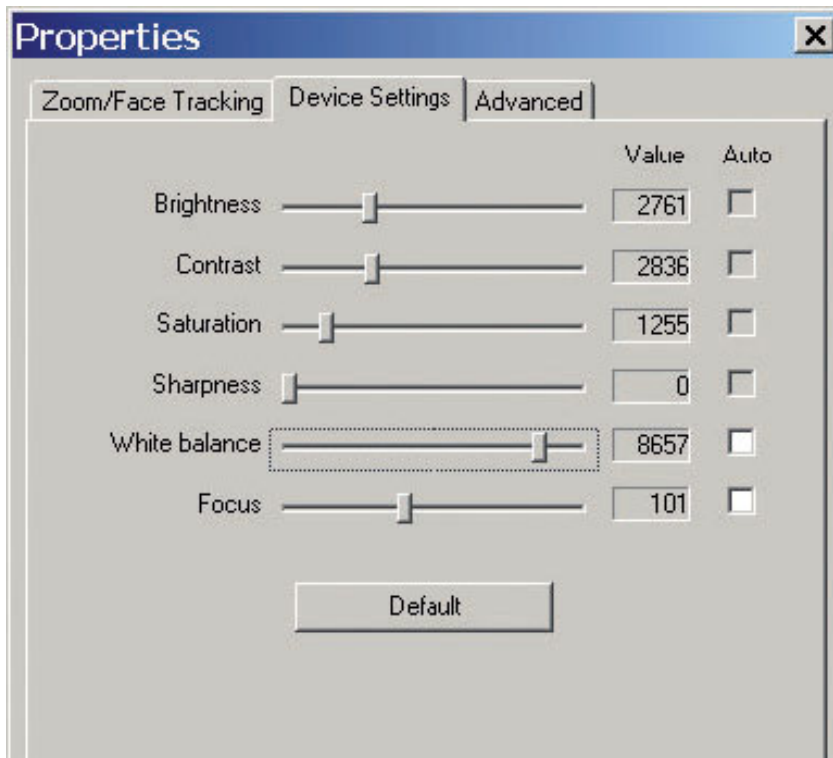 Properties
Zoom/Face Tracking Device Settings Advanced
Value Auto
Brightness 2761
Contrast 2836
Saturation 1255
Sharpness 0
White balance 8657
Focus 101
Default